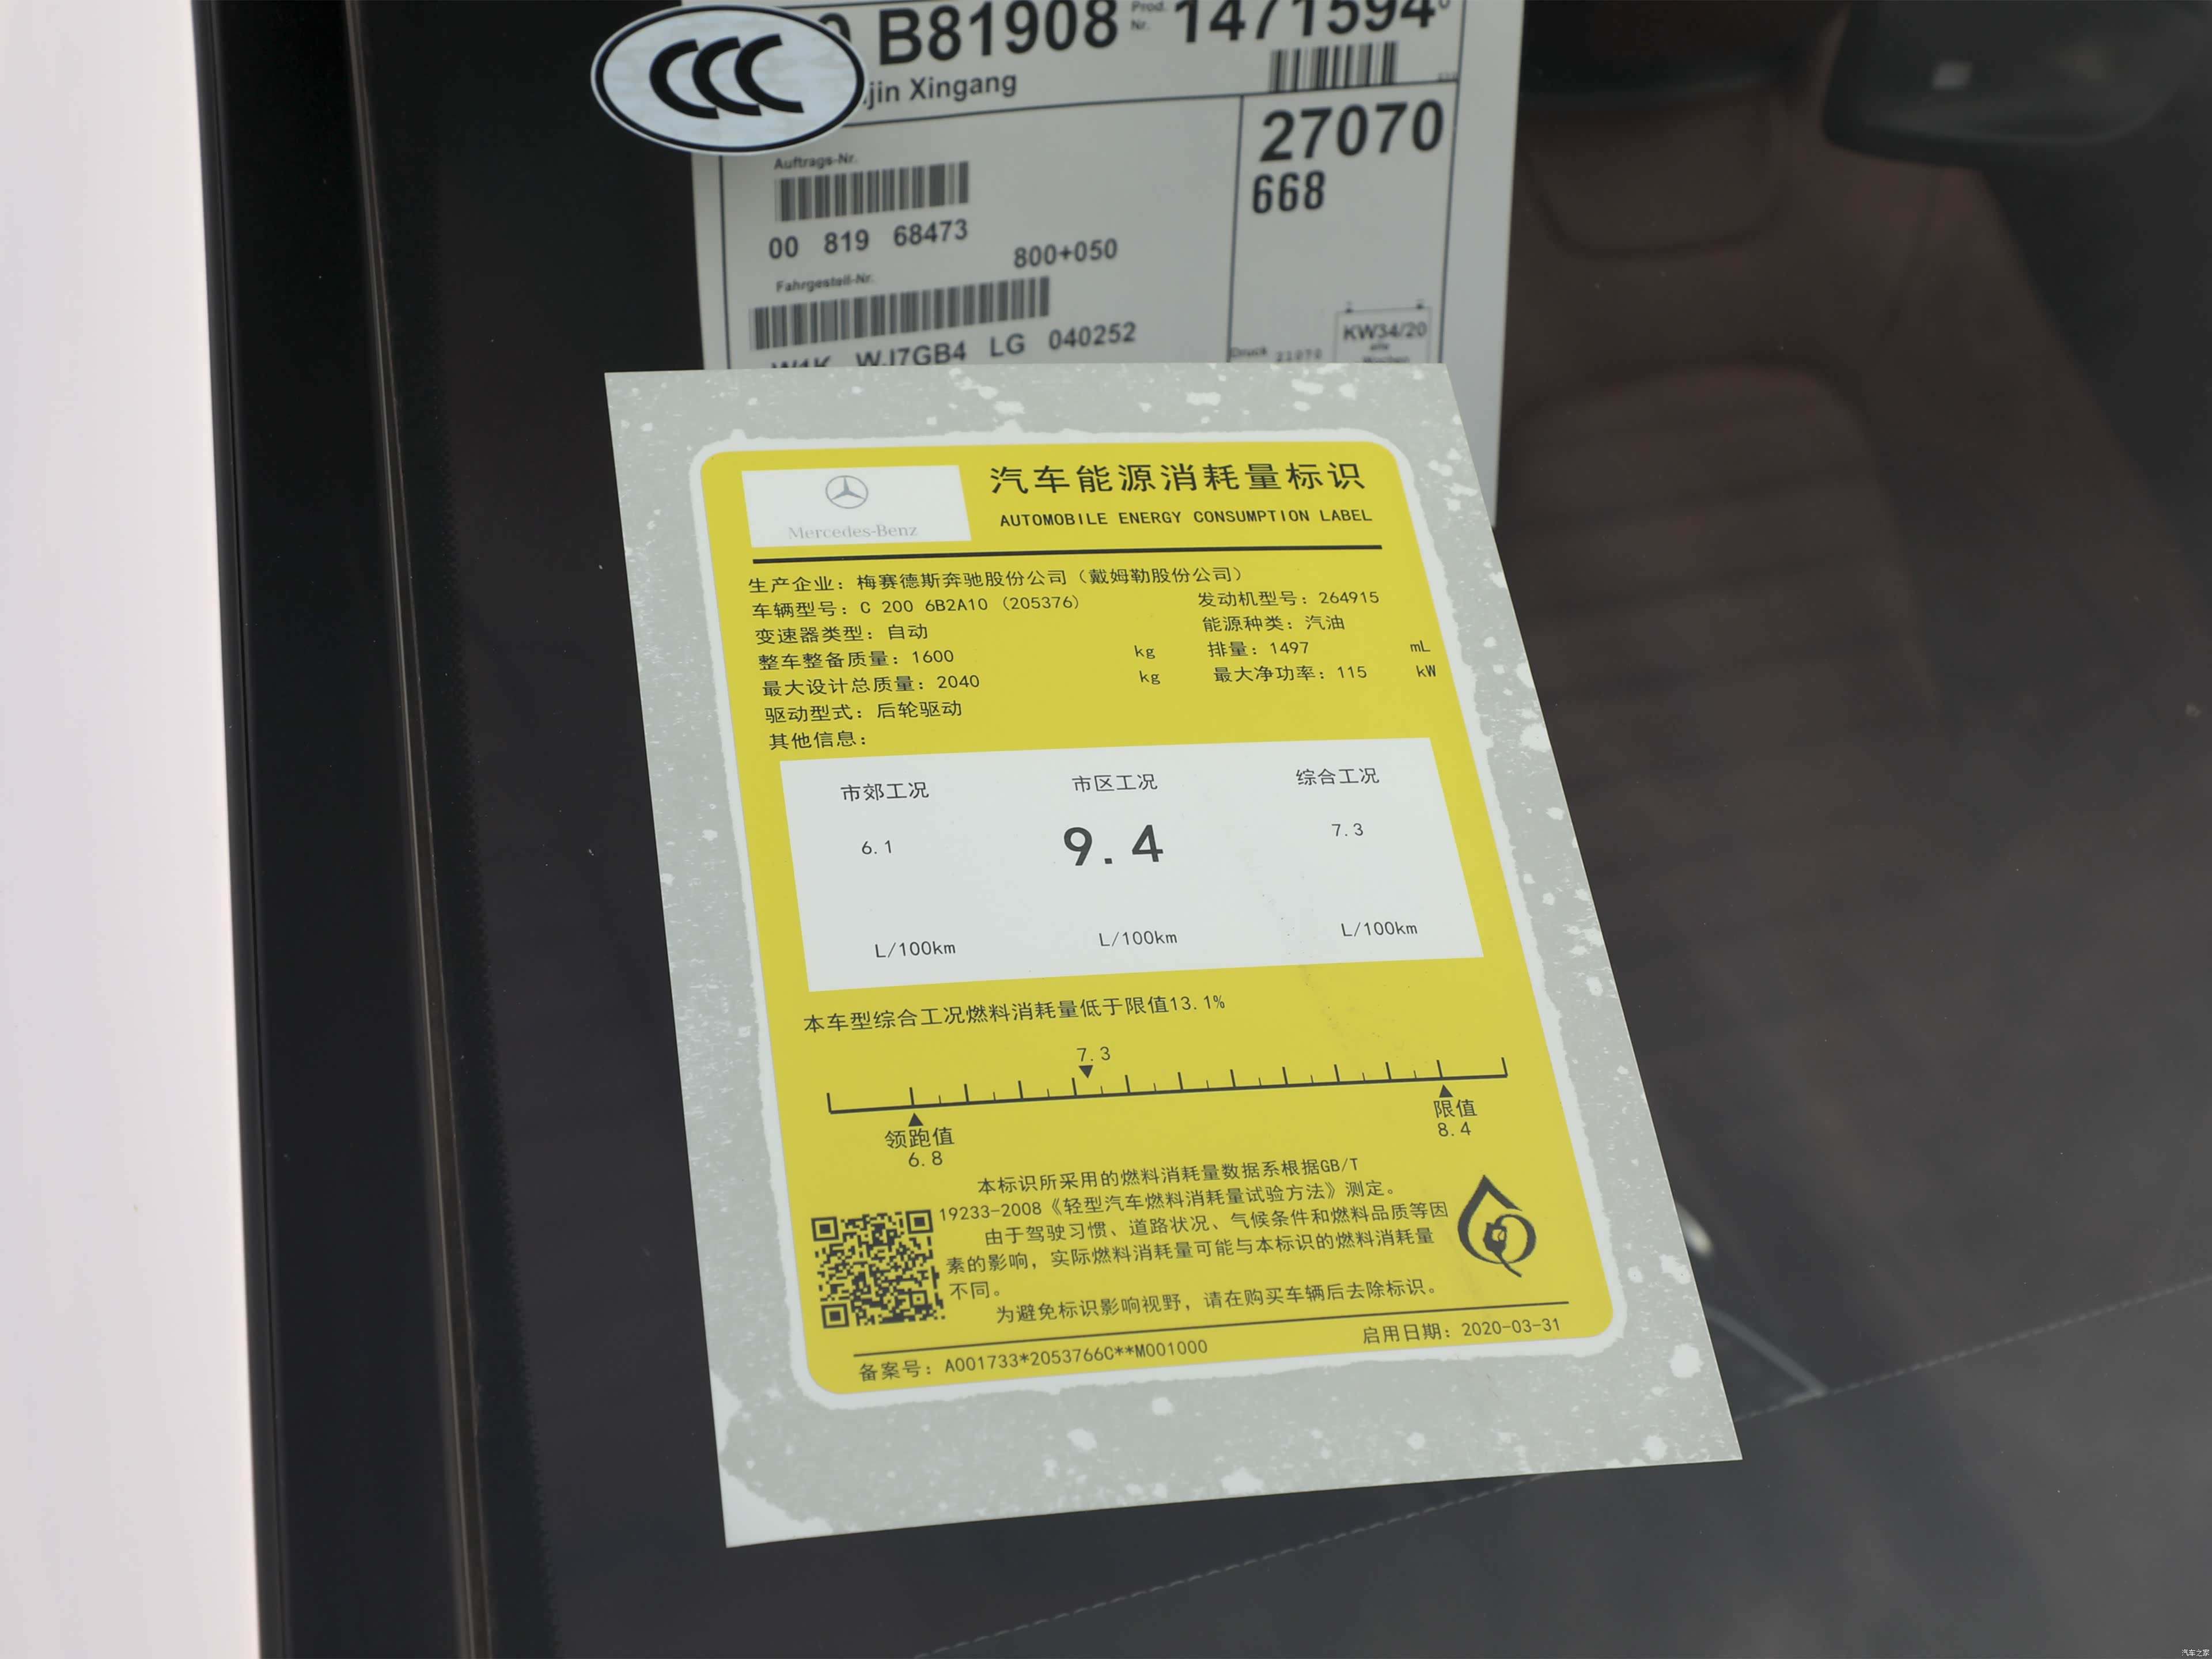 B81908 Prod. Nr. 1471594
CCC
jin Xingang
27070
668
Auftrags-Nr.
00 819 68473
800+050
Fahrgestell-Nr.
W1K WJ7GB4 LG 040252
KW34/20
alle
Wochen
Druck 21070
Mercedes-Benz
汽车能源消耗量标识
AUTOMOBILE ENERGY CONSUMPTION LABEL
生产企业：梅赛德斯奔驰股份公司（戴姆勒股份公司）
车辆型号：C 200 6B2A10 (205376) 发动机型号：264915
变速器类型：自动 能源种类：汽油
整车整备质量：1600 kg 排量：1497 mL
最大设计总质量：2040 kg 最大净功率：115 kW
驱动型式：后轮驱动
其他信息：
市郊工况 市区工况 综合工况
6.1 9.4 7.3
L/100km L/100km L/100km
本车型综合工况燃料消耗量低于限值13.1%
7.3
领跑值 限值
6.8 8.4
本标识所采用的燃料消耗量数据系根据GB/T
19233-2008《轻型汽车燃料消耗量试验方法》测定。
由于驾驶习惯、道路状况、气候条件和燃料品质等因
素的影响，实际燃料消耗量可能与本标识的燃料消耗量
不同。
为避免标识影响视野，请在购买车辆后去除标识。
备案号：A001733*2053766C**M001000 启用日期：2020-03-31
汽车之家